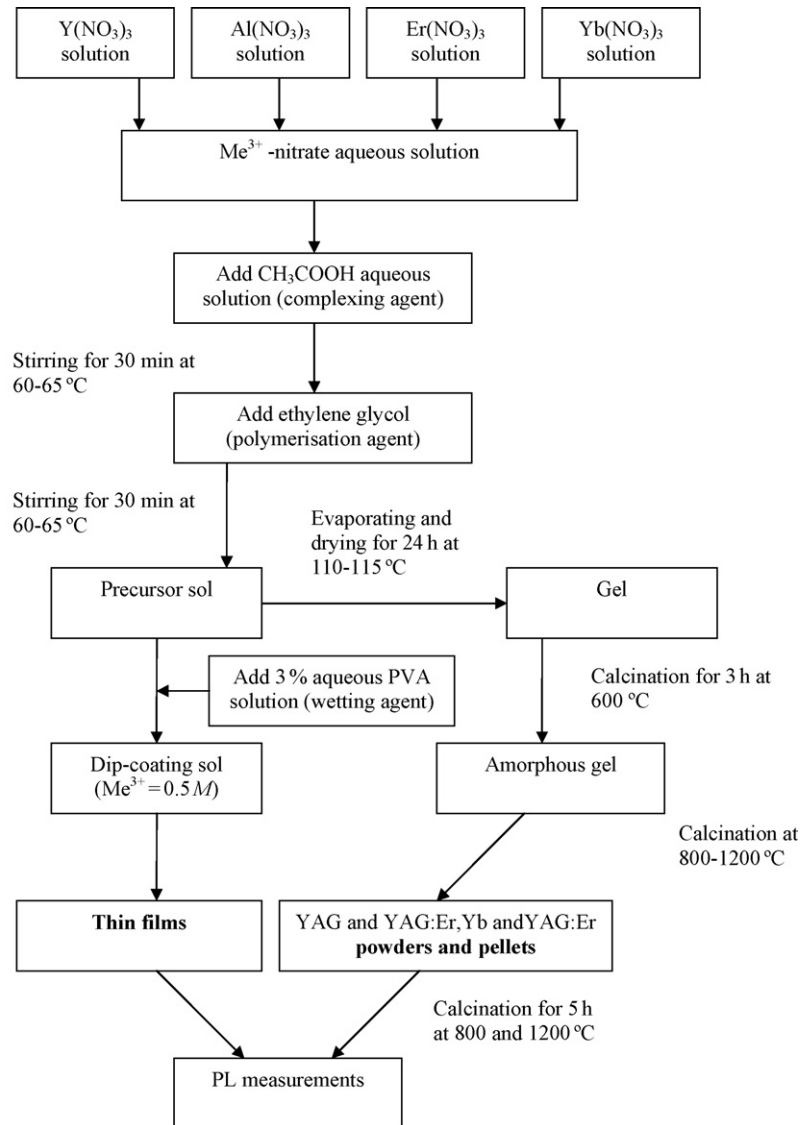 Y(NO₃)₃
solution
Al(NO₃)₃
solution
Er(NO₃)₃
solution
Yb(NO₃)₃
solution
Me³⁺ -nitrate aqueous solution
Add CH₃COOH aqueous
solution (complexing agent)
Stirring for 30 min at
60-65 ºC
Add ethylene glycol
(polymerisation agent)
Stirring for 30 min at
60-65 ºC
Evaporating and
drying for 24 h at
110-115 ºC
Precursor sol
Gel
Add 3 % aqueous PVA
solution (wetting agent)
Calcination for 3 h at
600 ºC
Dip-coating sol
(Me³⁺ = 0.5 M)
Amorphous gel
Calcination at
800-1200 ºC
Thin films
YAG and YAG:Er,Yb andYAG:Er
powders and pellets
Calcination for 5 h
at 800 and 1200 ºC
PL measurements